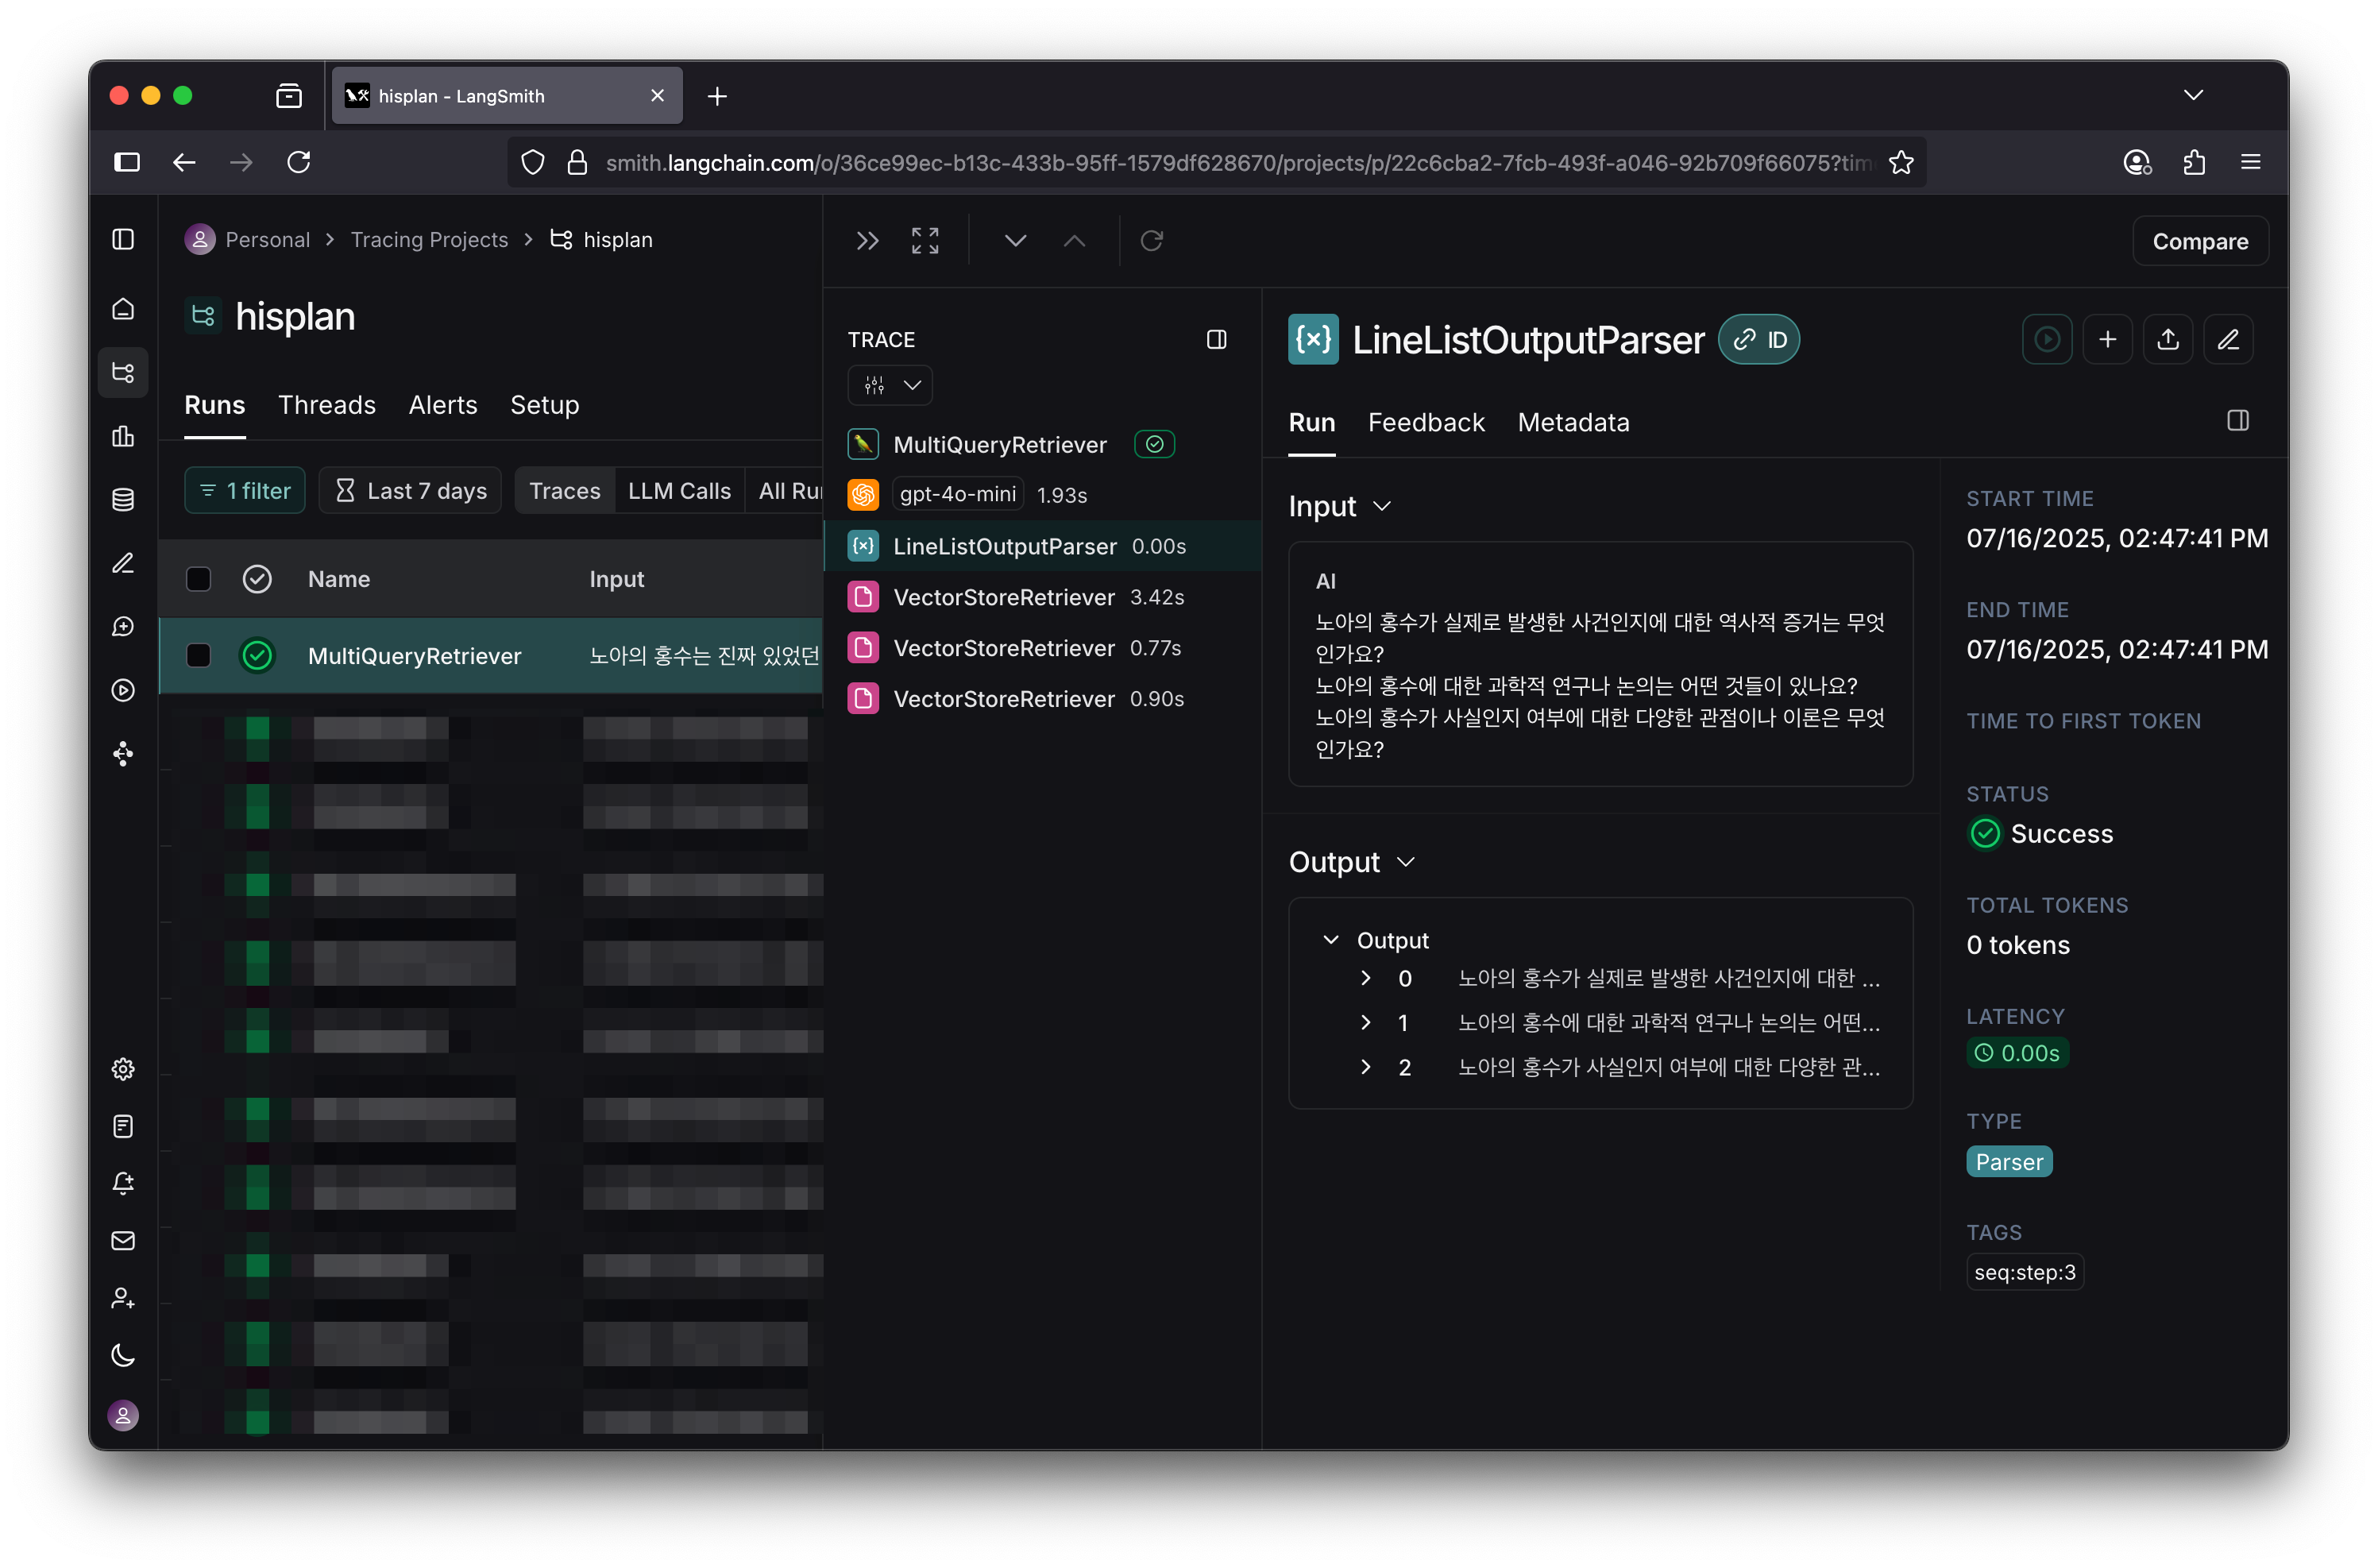 hisplan - LangSmith
smith.langchain.com/o/36ce99ec-b13c-433b-95ff-1579df628670/projects/p/22c6cba2-7fcb-493f-a046-92b709f66075?tim
Personal > Tracing Projects > hisplan
hisplan
Runs Threads Alerts Setup
1 filter Last 7 days Traces LLM Calls All Ru
Name Input
MultiQueryRetriever 노아의 홍수는 진짜 있었던
Compare
TRACE
MultiQueryRetriever
gpt-4o-mini 1.93s
LineListOutputParser 0.00s
VectorStoreRetriever 3.42s
VectorStoreRetriever 0.77s
VectorStoreRetriever 0.90s
LineListOutputParser ID
Run Feedback Metadata
Input
AI
노아의 홍수가 실제로 발생한 사건인지에 대한 역사적 증거는 무엇
인가요?
노아의 홍수에 대한 과학적 연구나 논의는 어떤 것들이 있나요?
노아의 홍수가 사실인지 여부에 대한 다양한 관점이나 이론은 무엇
인가요?
Output
Output
0 노아의 홍수가 실제로 발생한 사건인지에 대한 ...
1 노아의 홍수에 대한 과학적 연구나 논의는 어떤...
2 노아의 홍수가 사실인지 여부에 대한 다양한 관...
START TIME
07/16/2025, 02:47:41 PM
END TIME
07/16/2025, 02:47:41 PM
TIME TO FIRST TOKEN
STATUS
Success
TOTAL TOKENS
0 tokens
LATENCY
0.00s
TYPE
Parser
TAGS
seq:step:3